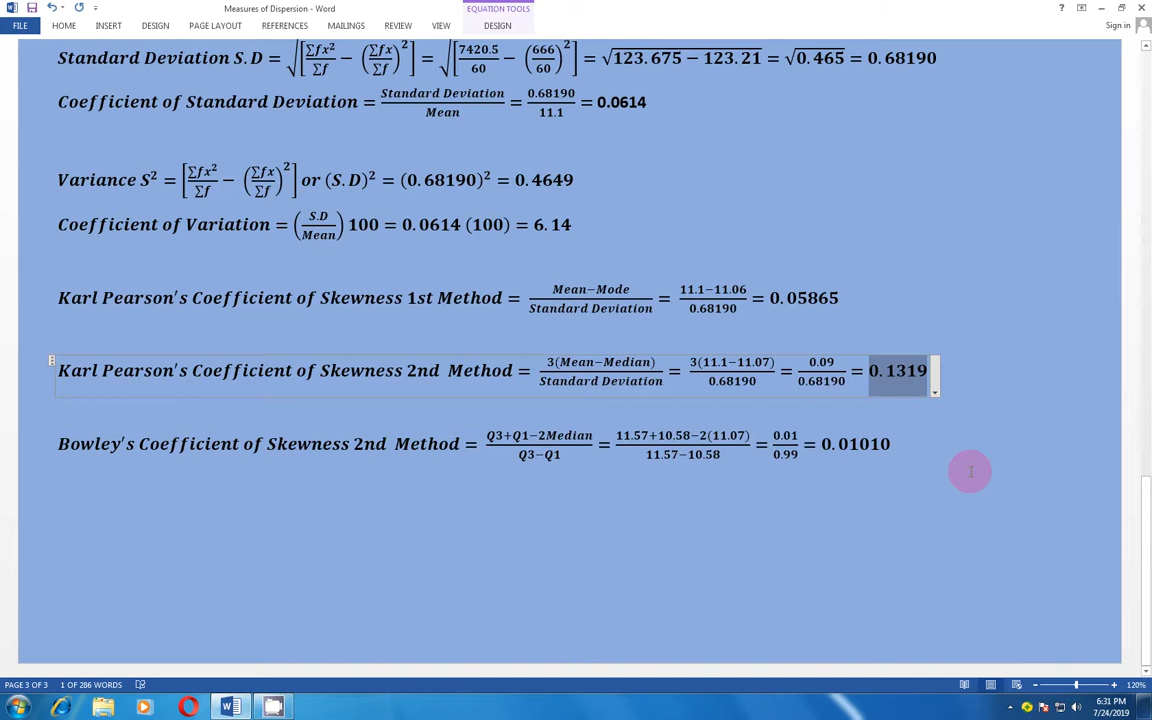 Measures of Dispersion - Word
EQUATION TOOLS
FILE HOME INSERT DESIGN PAGE LAYOUT REFERENCES MAILINGS REVIEW VIEW DESIGN
Sign in
Standard Deviation S.D = √[∑fx²/∑f − (∑fx/∑f)²] = √[7420.5/60 − (666/60)²] = √123.675 − 123.21 = √0.465 = 0.68190
Coefficient of Standard Deviation = Standard Deviation/Mean = 0.68190/11.1 = 0.0614
Variance S² = [∑fx²/∑f − (∑fx/∑f)²] or (S.D)² = (0.68190)² = 0.4649
Coefficient of Variation = (S.D/Mean) 100 = 0.0614 (100) = 6.14
Karl Pearson's Coefficient of Skewness 1st Method = Mean−Mode/Standard Deviation = 11.1−11.06/0.68190 = 0.05865
Karl Pearson's Coefficient of Skewness 2nd Method = 3(Mean−Median)/Standard Deviation = 3(11.1−11.07)/0.68190 = 0.09/0.68190 = 0.1319
Bowley's Coefficient of Skewness 2nd Method = Q3+Q1−2Median/Q3−Q1 = 11.57+10.58−2(11.07)/11.57−10.58 = 0.01/0.99 = 0.01010
PAGE 3 OF 3 1 OF 286 WORDS 120%
6:31 PM
7/24/2019